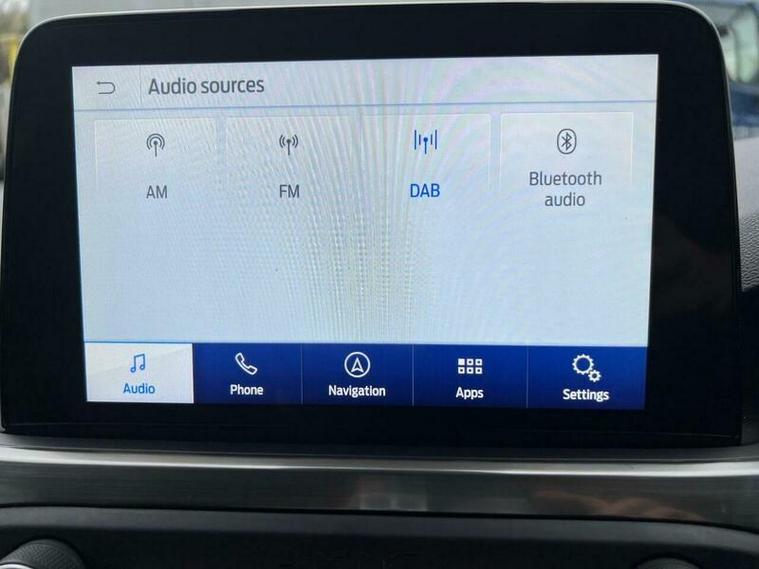 Audio sources
AM
FM
DAB
Bluetooth
audio
Audio
Phone
Navigation
Apps
Settings